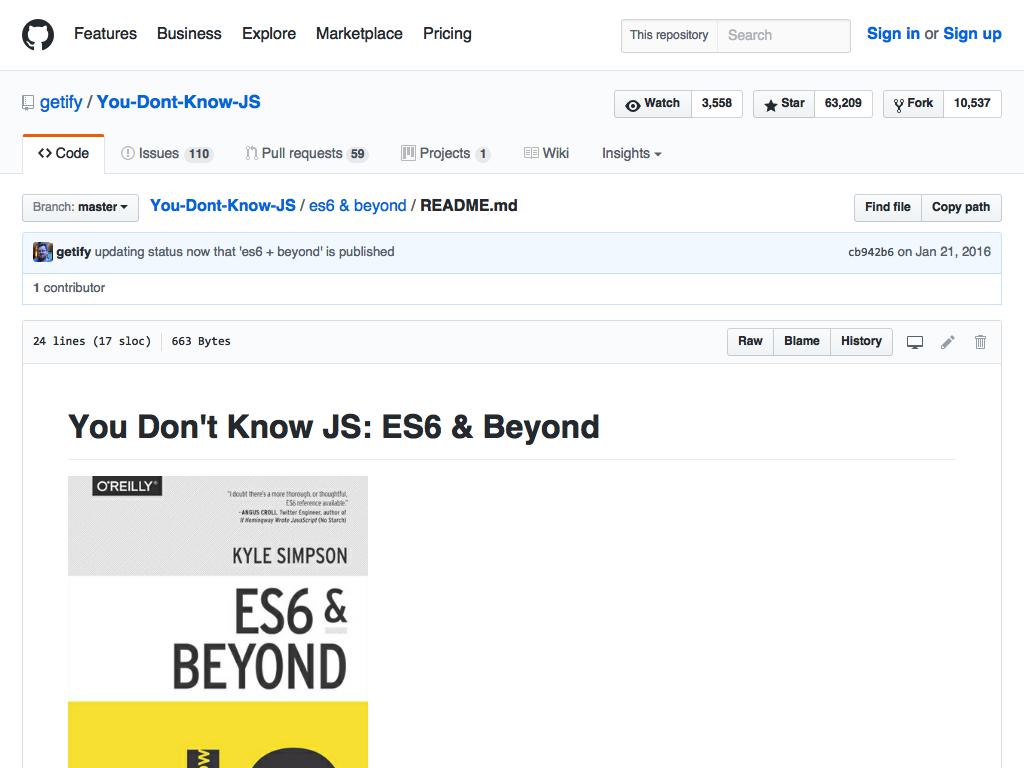 Features Business Explore Marketplace Pricing This repository Search Sign in or Sign up
getify / You-Dont-Know-JS Watch 3,558 Star 63,209 Fork 10,537
Code Issues 110 Pull requests 59 Projects 1 Wiki Insights
Branch: master You-Dont-Know-JS / es6 & beyond / README.md Find file Copy path
getify updating status now that 'es6 + beyond' is published cb942b6 on Jan 21, 2016
1 contributor
24 lines (17 sloc) 663 Bytes Raw Blame History
You Don't Know JS: ES6 & Beyond
O'REILLY®
"I doubt there's a more thorough, or thoughtful,
ES6 reference available."
-ANGUS CROLL, Twitter Engineer, author of
If Hemingway Wrote JavaScript (No Starch)
KYLE SIMPSON
ES6 &
BEYOND